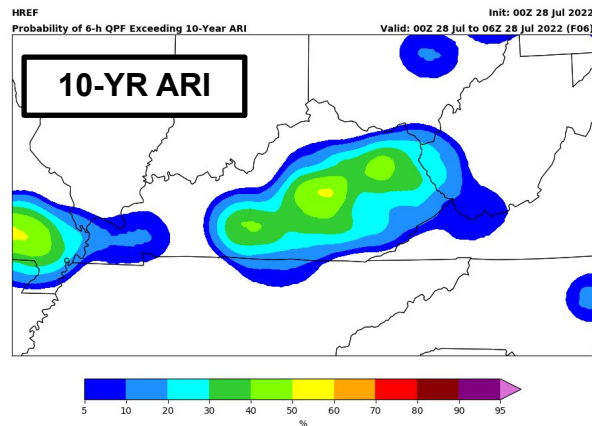 HREF
Init: 00Z 28 Jul 2022
Probability of 6-h QPF Exceeding 10-Year ARI
Valid: 00Z 28 Jul to 06Z 28 Jul 2022 (F06)
10-YR ARI
5 10 20 30 40 50 60 70 80 90 95
%